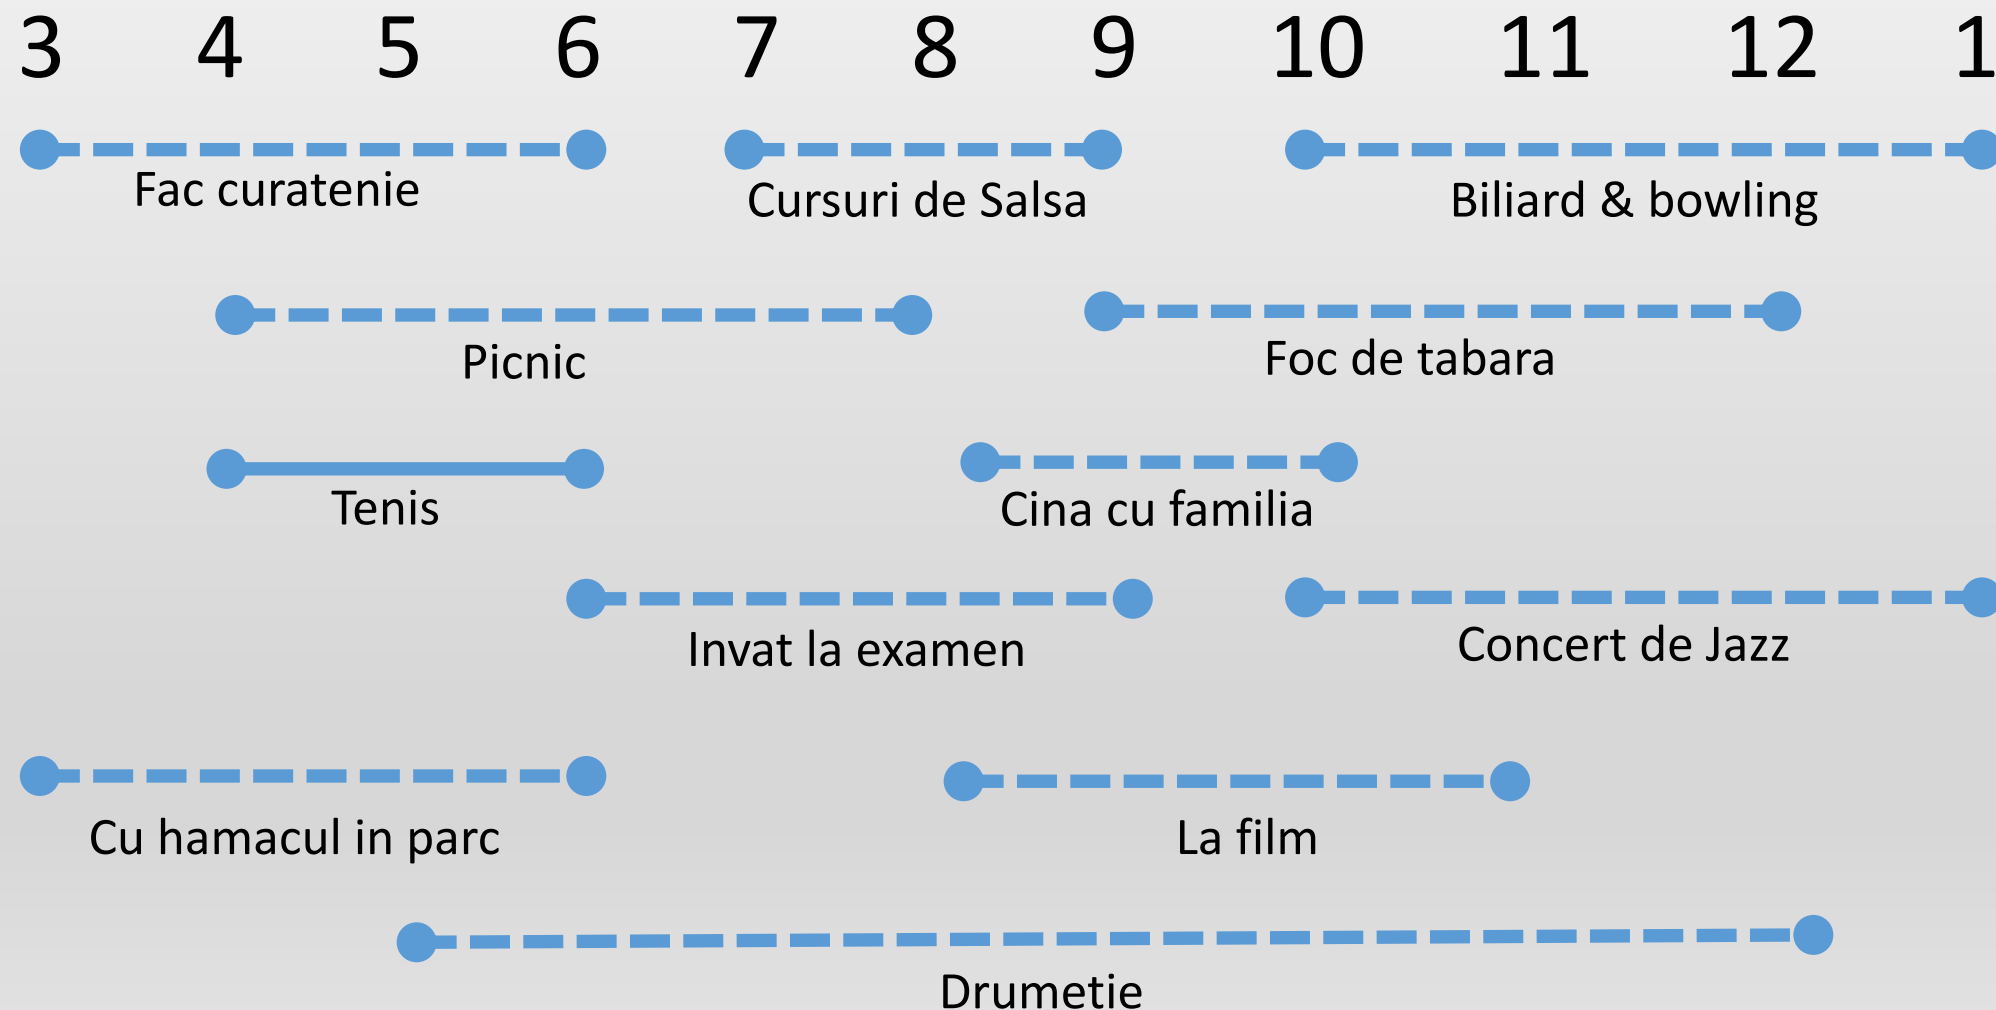 3 4 5 6 7 8 9 10 11 12 1
Fac curatenie
Cursuri de Salsa
Biliard & bowling
Picnic
Foc de tabara
Tenis
Cina cu familia
Invat la examen
Concert de Jazz
Cu hamacul in parc
La film
Drumetie